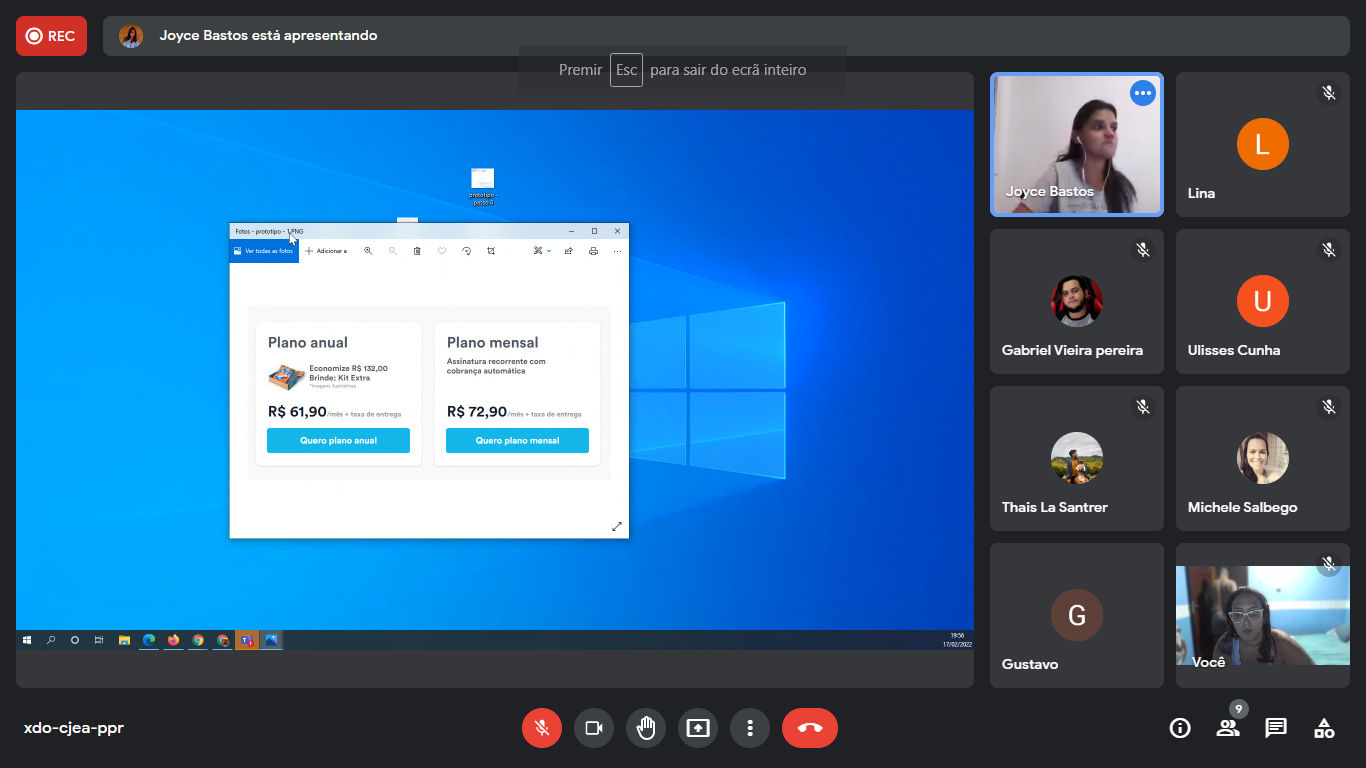 REC
Joyce Bastos está apresentando
Premir Esc para sair do ecrã inteiro
prototipo -
passo 4
Fotos - prototipo - 1.PNG
Ver todas as fotos
Adicionar a
Plano anual
Economize R$ 132,00
Brinde: Kit Extra
*Imagens ilustrativas
R$ 61,90/mês + taxa de entrega
Quero plano anual
Plano mensal
Assinatura recorrente com
cobrança automática
R$ 72,90/mês + taxa de entrega
Quero plano mensal
19:56
17/02/2022
Joyce Bastos
L
Lina
Gabriel Vieira pereira
U
Ulisses Cunha
Thais La Santrer
Michele Salbego
G
Gustavo
Você
xdo-cjea-ppr
9